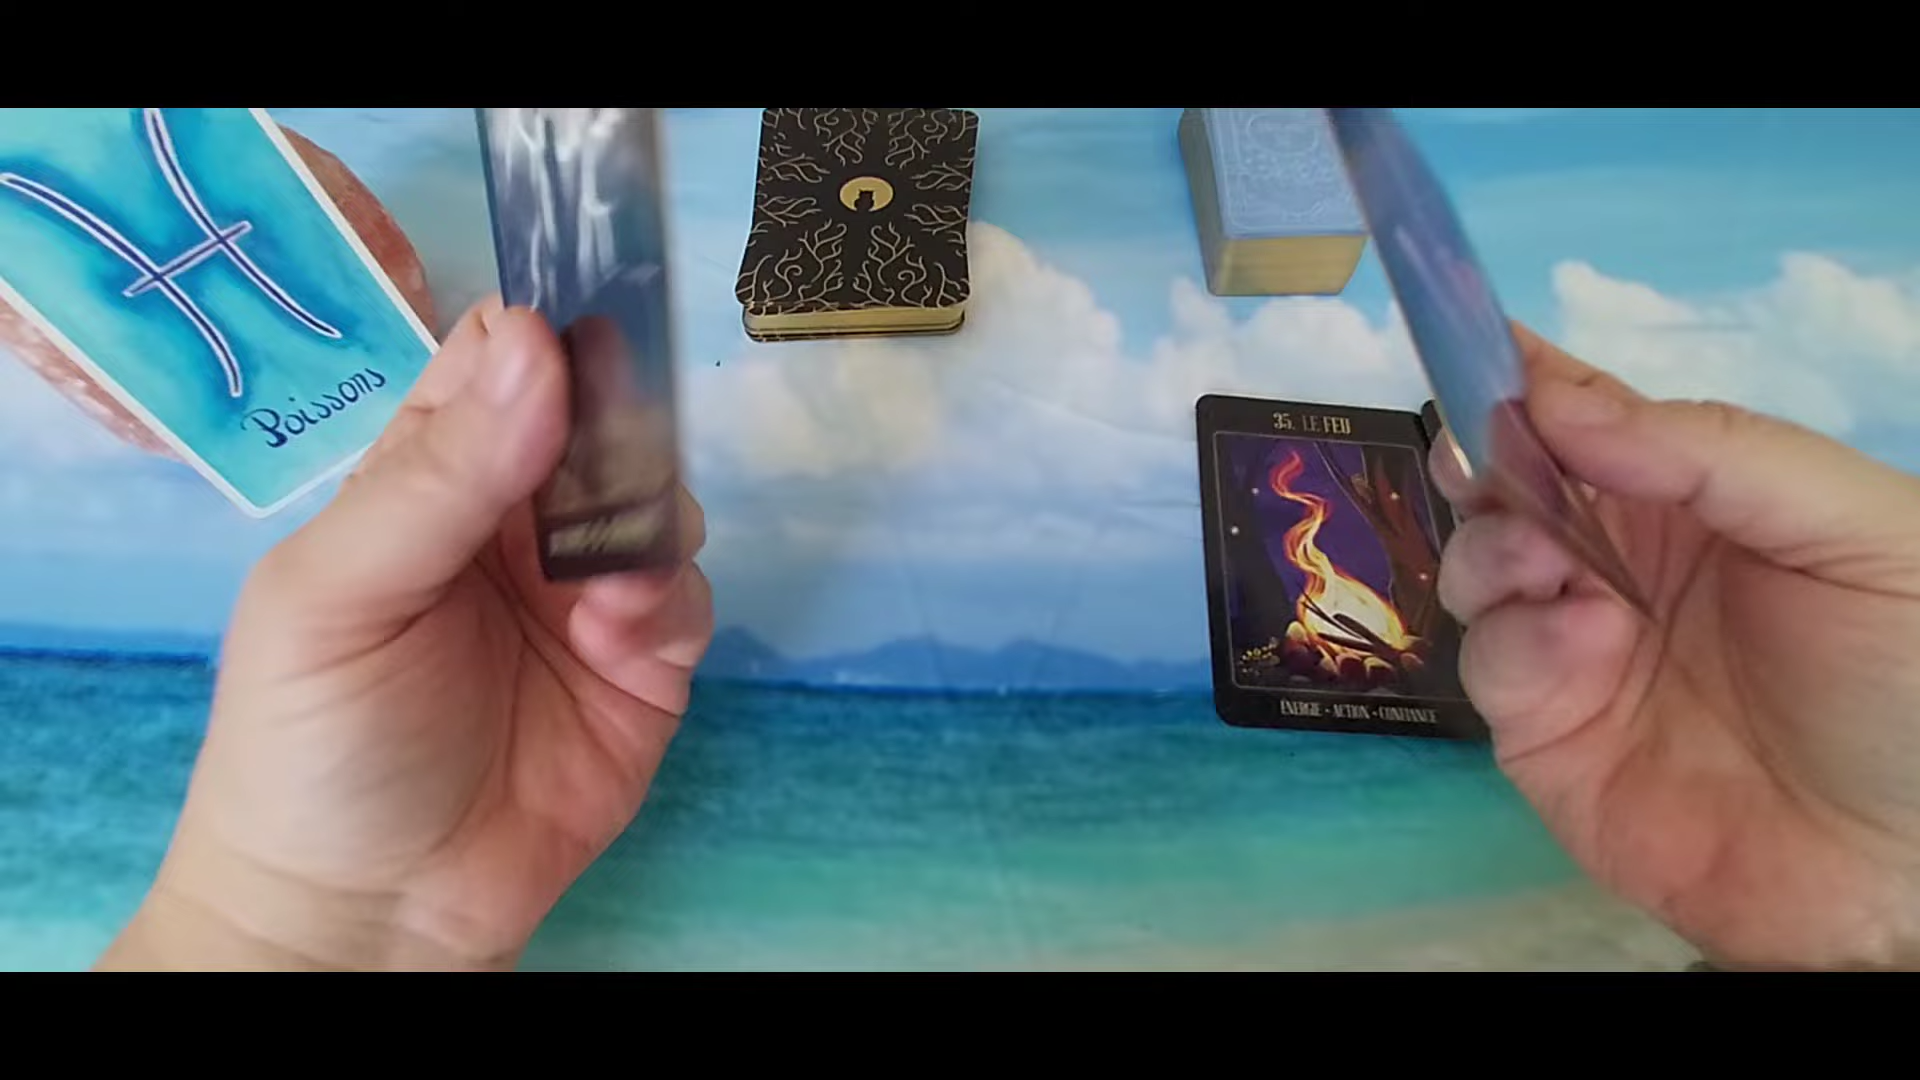 Poissons
35. LE FEU
ÉNERGIE - ACTION - CONFIANCE